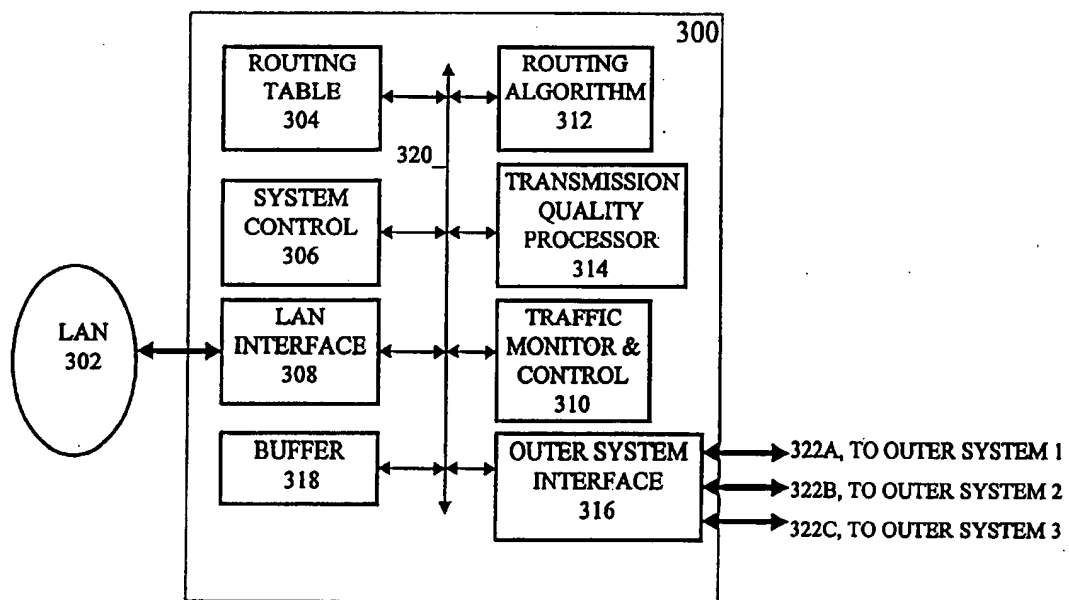 300
ROUTING
TABLE
304
ROUTING
ALGORITHM
312
320
SYSTEM
CONTROL
306
TRANSMISSION
QUALITY
PROCESSOR
314
LAN
302
LAN
INTERFACE
308
TRAFFIC
MONITOR &
CONTROL
310
BUFFER
318
OUTER SYSTEM
INTERFACE
316
322A, TO OUTER SYSTEM 1
322B, TO OUTER SYSTEM 2
322C, TO OUTER SYSTEM 3